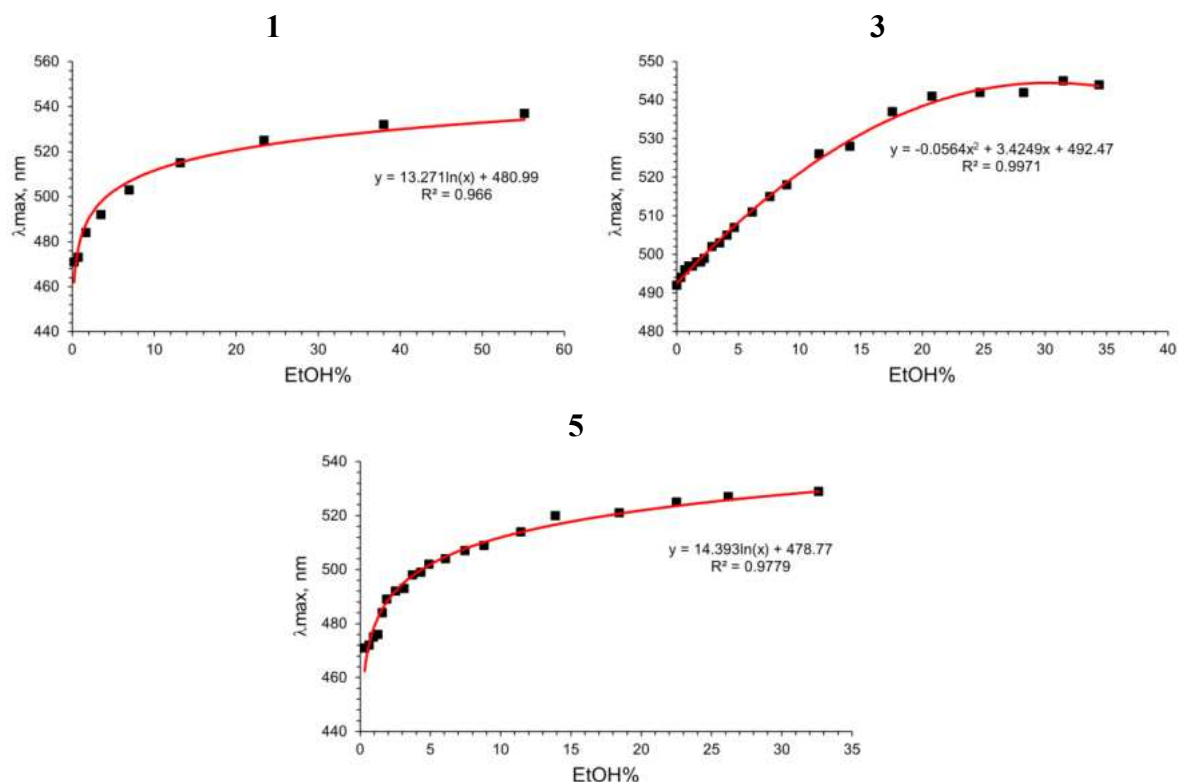 1
560
540
520
500
480
460
440
λmax, nm
y = 13.271ln(x) + 480.99
R² = 0.966
0 10 20 30 40 50 60
EtOH%
3
550
540
530
520
510
500
490
480
λmax, nm
y = -0.0564x² + 3.4249x + 492.47
R² = 0.9971
0 5 10 15 20 25 30 35 40
EtOH%
5
540
520
500
480
460
440
λmax, nm
y = 14.393ln(x) + 478.77
R² = 0.9779
0 5 10 15 20 25 30 35
EtOH%